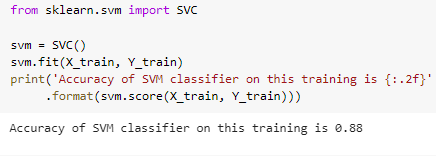 from sklearn.svm import SVC
svm = SVC()
svm.fit(X_train, Y_train)
print('Accuracy of SVM classifier on this training is {:.2f}'
.format(svm.score(X_train, Y_train)))
Accuracy of SVM classifier on this training is 0.88